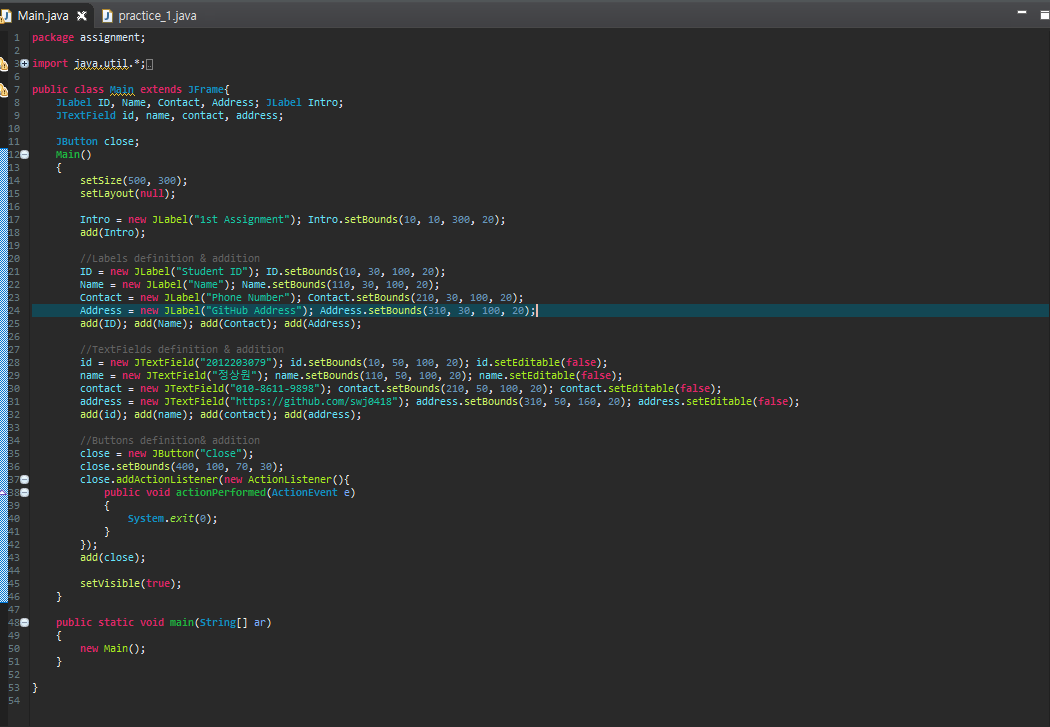 Main.java practice_1.java
1 package assignment;
2
3 import java.util.*;
6
7 public class Main extends JFrame{
8 JLabel ID, Name, Contact, Address; JLabel Intro;
9 JTextField id, name, contact, address;
10
11 JButton close;
12 Main()
13 {
14 setSize(500, 300);
15 setLayout(null);
16
17 Intro = new JLabel("1st Assignment"); Intro.setBounds(10, 10, 300, 20);
18 add(Intro);
19
20 //Labels definition & addition
21 ID = new JLabel("Student ID"); ID.setBounds(10, 30, 100, 20);
22 Name = new JLabel("Name"); Name.setBounds(110, 30, 100, 20);
23 Contact = new JLabel("Phone Number"); Contact.setBounds(210, 30, 100, 20);
24 Address = new JLabel("GitHub Address"); Address.setBounds(310, 30, 100, 20);
25 add(ID); add(Name); add(Contact); add(Address);
26
27 //TextFields definition & addition
28 id = new JTextField("2012203079"); id.setBounds(10, 50, 100, 20); id.setEditable(false);
29 name = new JTextField("정상원"); name.setBounds(110, 50, 100, 20); name.setEditable(false);
30 contact = new JTextField("010-8611-9898"); contact.setBounds(210, 50, 100, 20); contact.setEditable(false);
31 address = new JTextField("https://github.com/swj0418"); address.setBounds(310, 50, 160, 20); address.setEditable(false);
32 add(id); add(name); add(contact); add(address);
33
34 //Buttons definition& addition
35 close = new JButton("Close");
36 close.setBounds(400, 100, 70, 30);
37 close.addActionListener(new ActionListener(){
38 public void actionPerformed(ActionEvent e)
39 {
40 System.exit(0);
41 }
42 });
43 add(close);
44
45 setVisible(true);
46 }
47
48 public static void main(String[] ar)
49 {
50 new Main();
51 }
52
53 }
54